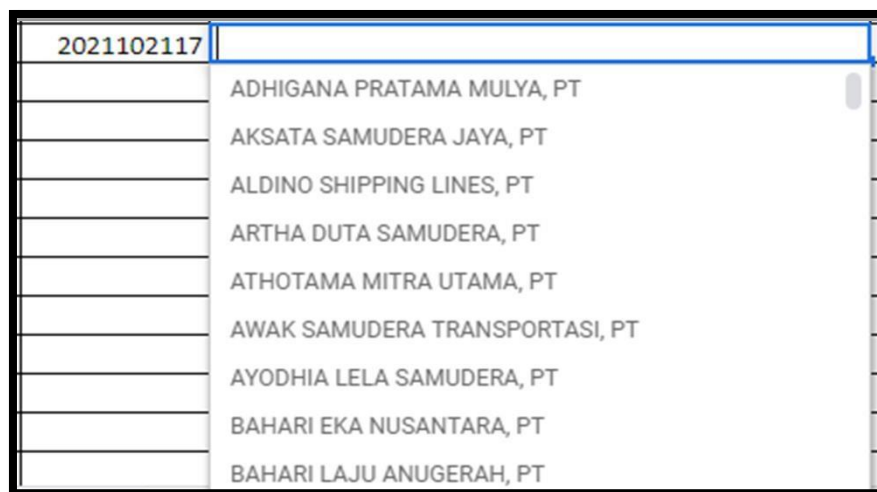 2021102117
ADHIGANA PRATAMA MULYA, PT
AKSATA SAMUDERA JAYA, PT
ALDINO SHIPPING LINES, PT
ARTHA DUTA SAMUDERA, PT
ATHOTAMA MITRA UTAMA, PT
AWAK SAMUDERA TRANSPORTASI, PT
AYODHIA LELA SAMUDERA, PT
BAHARI EKA NUSANTARA, PT
BAHARI LAJU ANUGERAH, PT